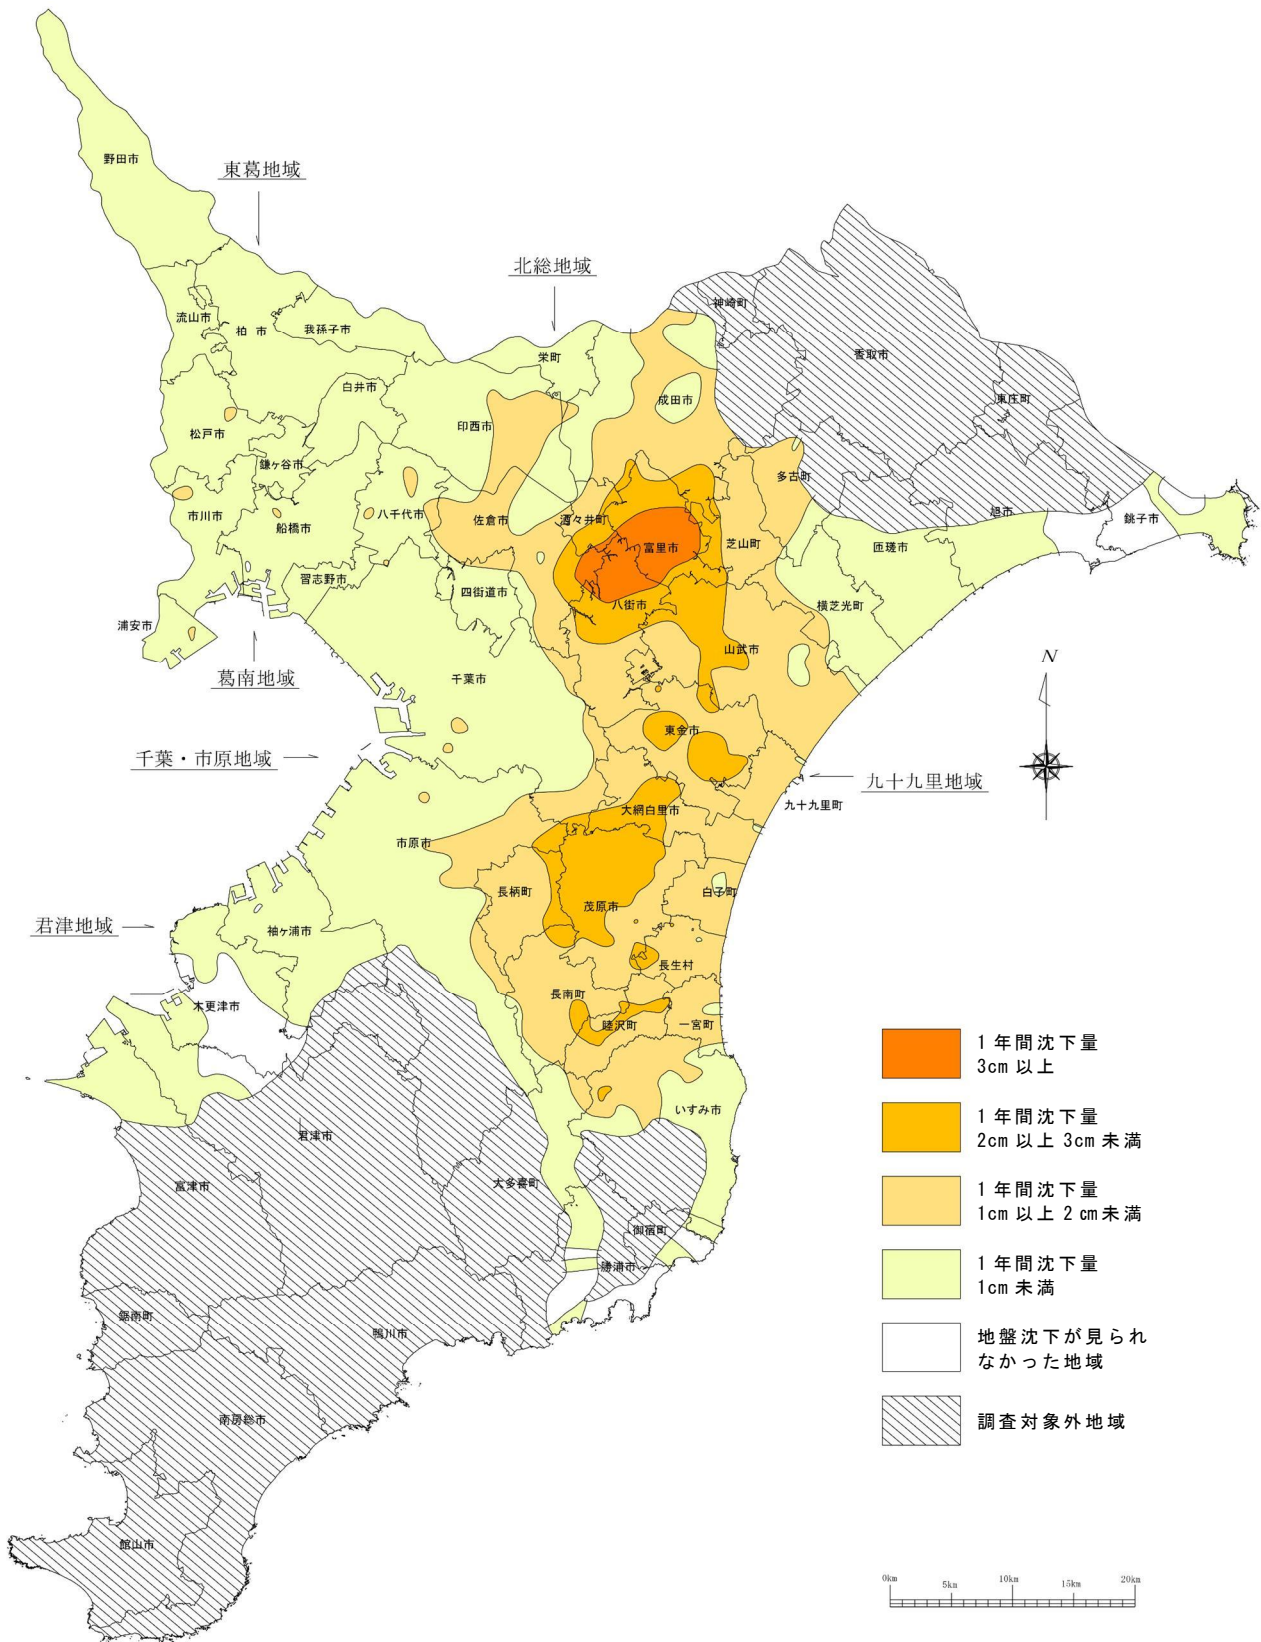 野田市
東葛地域
北総地域
神崎町
流山市
柏 市
我孫子市
栄町
香取市
白井市
成田市
東庄町
松戸市
印西市
鎌ヶ谷市
多古町
市川市
船橋市
八千代市
佐倉市
酒々井町
旭市
銚子市
富里市
芝山町
匝瑳市
習志野市
四街道市
八街市
横芝光町
浦安市
山武市
N
葛南地域
千葉市
東金市
千葉・市原地域
九十九里地域
九十九里町
大網白里市
市原市
長柄町
白子町
茂原市
君津地域
袖ヶ浦市
長生村
長南町
木更津市
睦沢町
一宮町
いすみ市
君津市
大多喜町
富津市
御宿町
勝浦市
鋸南町
鴨川市
南房総市
館山市
1年間沈下量
3cm以上
1年間沈下量
2cm以上3cm未満
1年間沈下量
1cm以上2cm未満
1年間沈下量
1cm未満
地盤沈下が見られ
なかった地域
調査対象外地域
0km
5km
10km
15km
20km